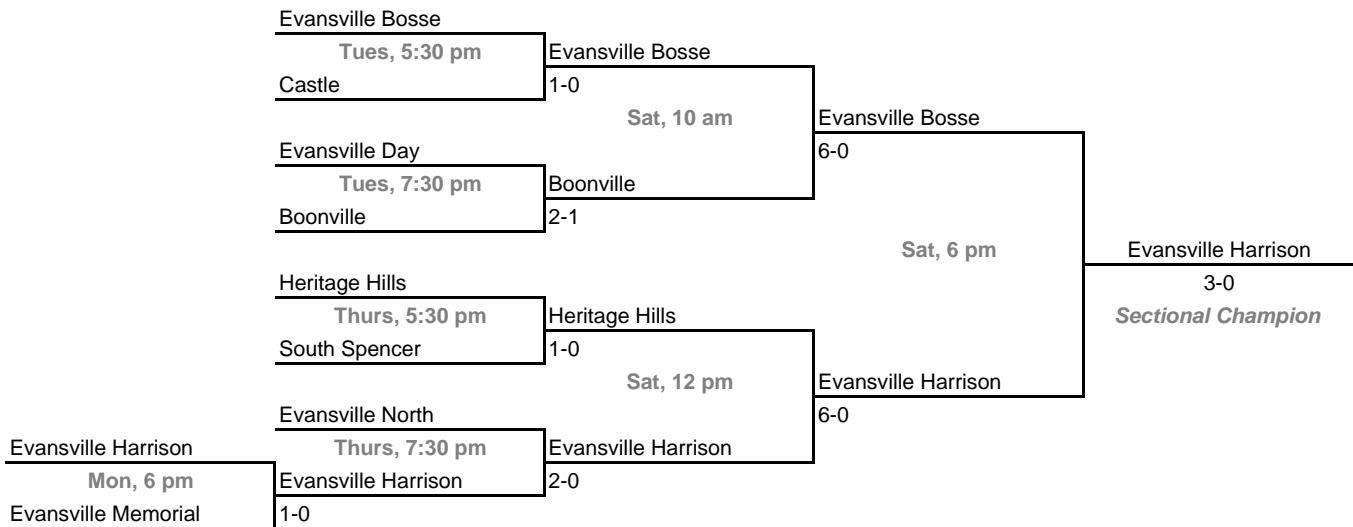 Evansville Bosse
Tues, 5:30 pm
Evansville Bosse
Castle
1-0
Sat, 10 am
Evansville Bosse
Evansville Day
6-0
Tues, 7:30 pm
Boonville
Boonville
2-1
Sat, 6 pm
Evansville Harrison
Heritage Hills
3-0
Thurs, 5:30 pm
Heritage Hills
Sectional Champion
South Spencer
1-0
Sat, 12 pm
Evansville Harrison
Evansville North
6-0
Evansville Harrison
Thurs, 7:30 pm
Evansville Harrison
Mon, 6 pm
Evansville Harrison
2-0
Evansville Memorial
1-0